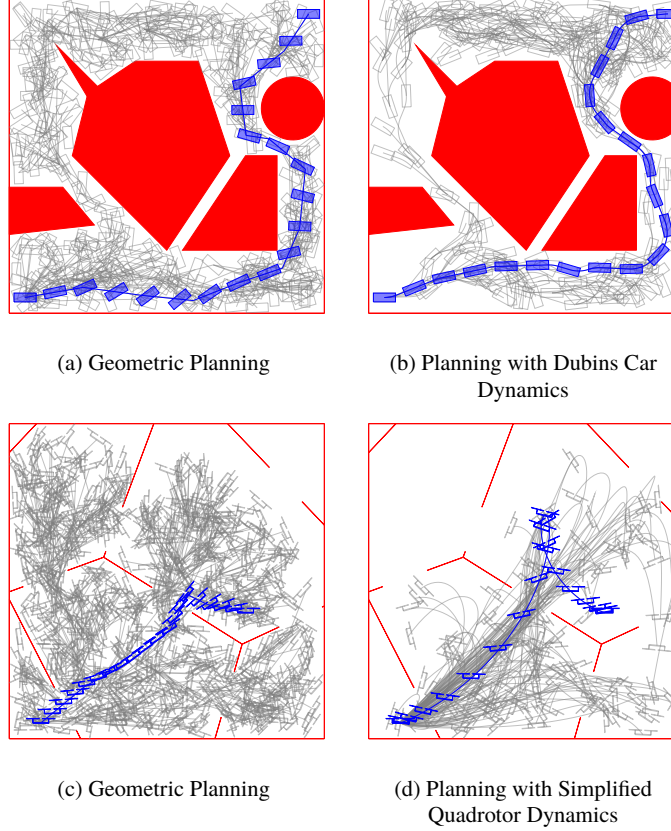 (a) Geometric Planning
(b) Planning with Dubins Car
Dynamics
(c) Geometric Planning
(d) Planning with Simplified
Quadrotor Dynamics